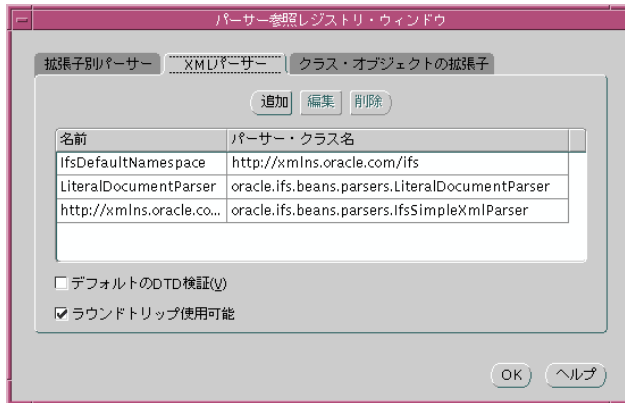 パーサー参照レジストリ・ウィンドウ
拡張子別パーサー XMLパーサー クラス・オブジェクトの拡張子
追加 編集 削除
名前 パーサー・クラス名
IfsDefaultNamespace http://xmlns.oracle.com/ifs
LiteralDocumentParser oracle.ifs.beans.parsers.LiteralDocumentParser
http://xmlns.oracle.co... oracle.ifs.beans.parsers.IfsSimpleXmlParser
デフォルトのDTD検証(V)
ラウンドトリップ使用可能
OK ヘルプ